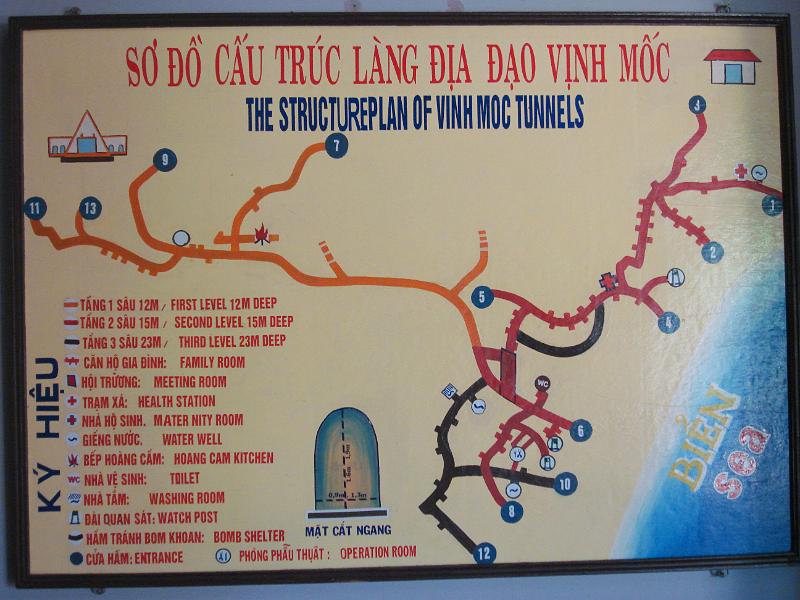 SƠ ĐỒ CẤU TRÚC LÀNG ĐỊA ĐẠO VỊNH MỐC
THE STRUCTUREPLAN OF VINH MOC TUNNELS
3
9
7
11
13
1
2
5
4
6
10
8
12
WC
BIỂN
sea
KÝ HIỆU
TẦNG 1 SÂU 12M / FIRST LEVEL 12M DEEP
TẦNG 2 SÂU 15M / SECOND LEVEL 15M DEEP
TẦNG 3 SÂU 23M / THIRD LEVEL 23M DEEP
CĂN HỘ GIA ĐÌNH: FAMILY ROOM
HỘI TRƯỜNG: MEETING ROOM
TRẠM XÁ: HEALTH STATION
NHÀ HỘ SINH. MATER NITY ROOM
GIẾNG NƯỚC. WATER WELL
BẾP HOÀNG CẦM: HOANG CAM KITCHEN
WC NHÀ VỆ SINH: TOILET
NHÀ TẮM: WASHING ROOM
ĐÀI QUAN SÁT: WATCH POST
HẦM TRÁNH BOM KHOAN: BOMB SHELTER
CỬA HẦM: ENTRANCE
PHÒNG PHẪU THUẬT: OPERATION ROOM
0,9m, 1,3m
MẶT CẮT NGANG